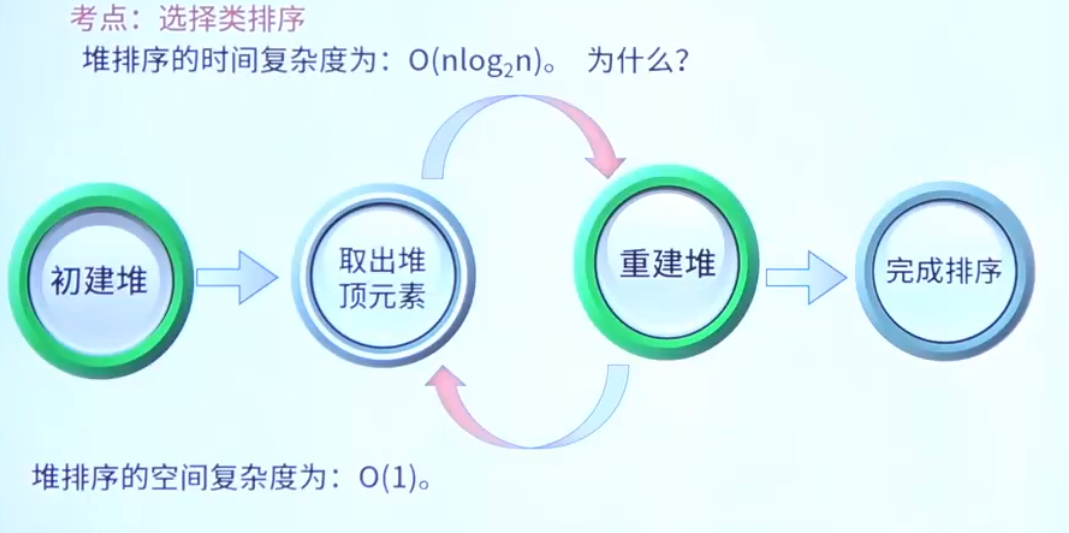 考点：选择类排序
堆排序的时间复杂度为：O(nlog₂n)。 为什么？
初建堆
取出堆
顶元素
重建堆
完成排序
堆排序的空间复杂度为：O(1)。